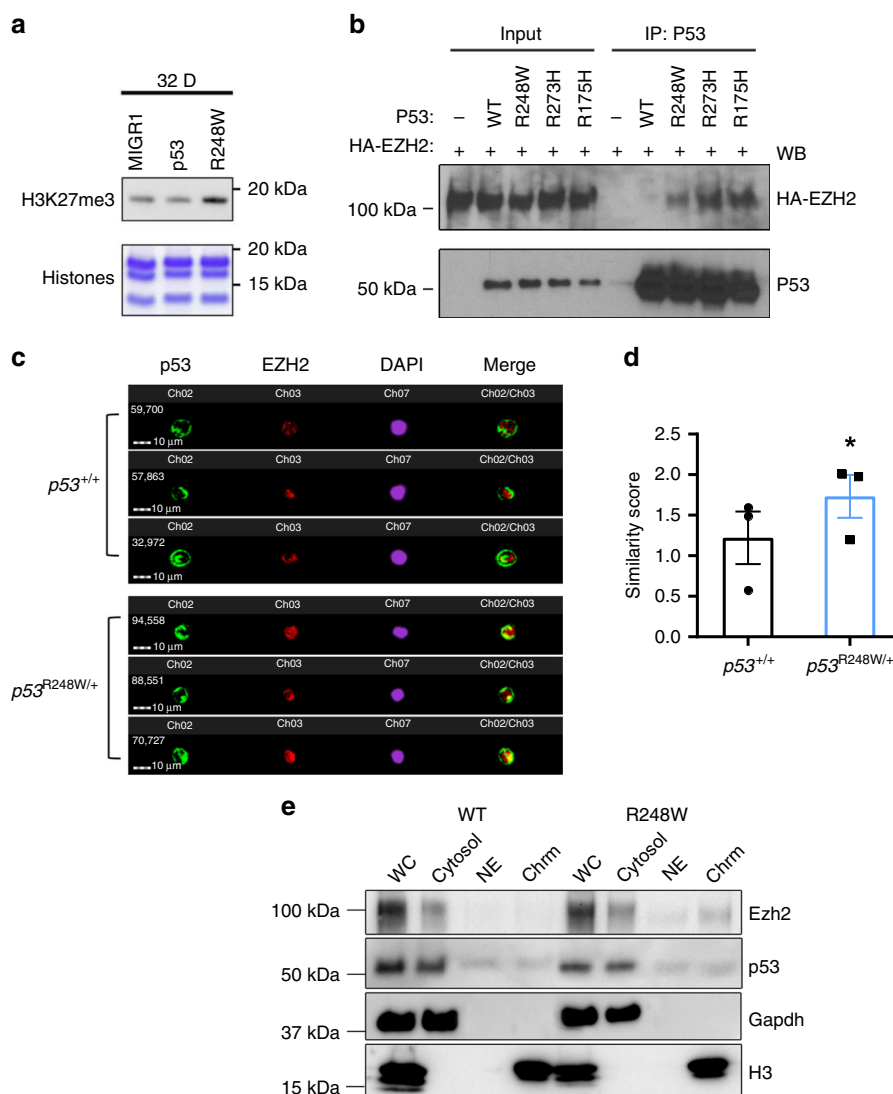 a
32 D
MIGR1 p53 R248W
H3K27me3
20 kDa
Histones
20 kDa
15 kDa
b
Input IP: P53
P53: – WT R248W R273H R175H – WT R248W R273H R175H
HA-EZH2: + + + + + + + + + + WB
100 kDa HA-EZH2
50 kDa P53
c
p53 EZH2 DAPI Merge
Ch02 Ch03 Ch07 Ch02/Ch03
59,700
10 μm
Ch02 Ch03 Ch07 Ch02/Ch03
57,863
10 μm
Ch02 Ch03 Ch07 Ch02/Ch03
32,972
10 μm
p53+/+
Ch02 Ch03 Ch07 Ch02/Ch03
94,558
10 μm
Ch02 Ch03 Ch07 Ch02/Ch03
88,551
10 μm
Ch02 Ch03 Ch07 Ch02/Ch03
70,727
10 μm
p53R248W/+
d
Similarity score
2.5
2.0
1.5
1.0
0.5
0.0
*
p53+/+ p53R248W/+
e
WT R248W
WC Cytosol NE Chrm WC Cytosol NE Chrm
100 kDa Ezh2
50 kDa p53
37 kDa Gapdh
15 kDa H3